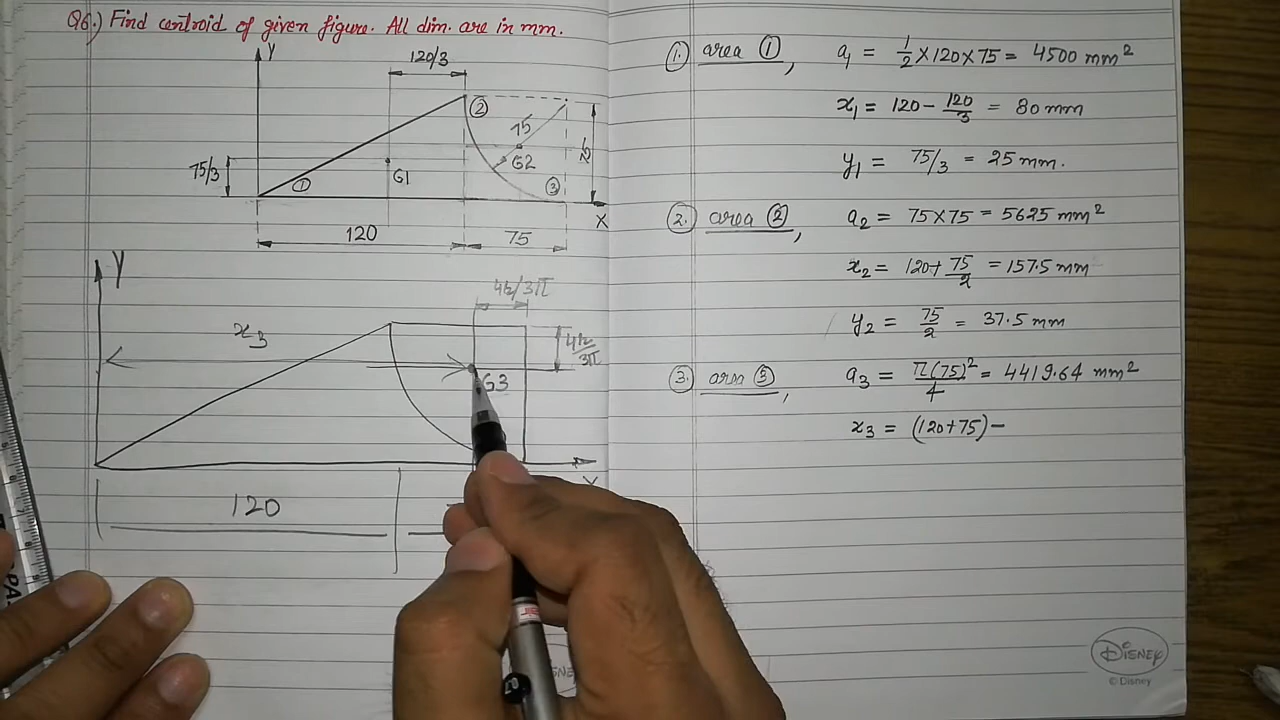 Q6.) Find centroid of given figure. All dim. are in mm.
Y
120/3
②
75
75
G2
75/3
G1
①
③
X
120
75
Y
4r/3π
x3
4r/3π
G3
X
120
①. area ①, a1 = 1/2 × 120 × 75 = 4500 mm²
x1 = 120 - 120/3 = 80 mm
y1 = 75/3 = 25 mm.
②. area ②, a2 = 75×75 = 5625 mm²
x2 = 120 + 75/2 = 157.5 mm
y2 = 75/2 = 37.5 mm
③. area ③, a3 = π(75)²/4 = 4419.64 mm²
x3 = (120+75) -
DISNEY
© Disney